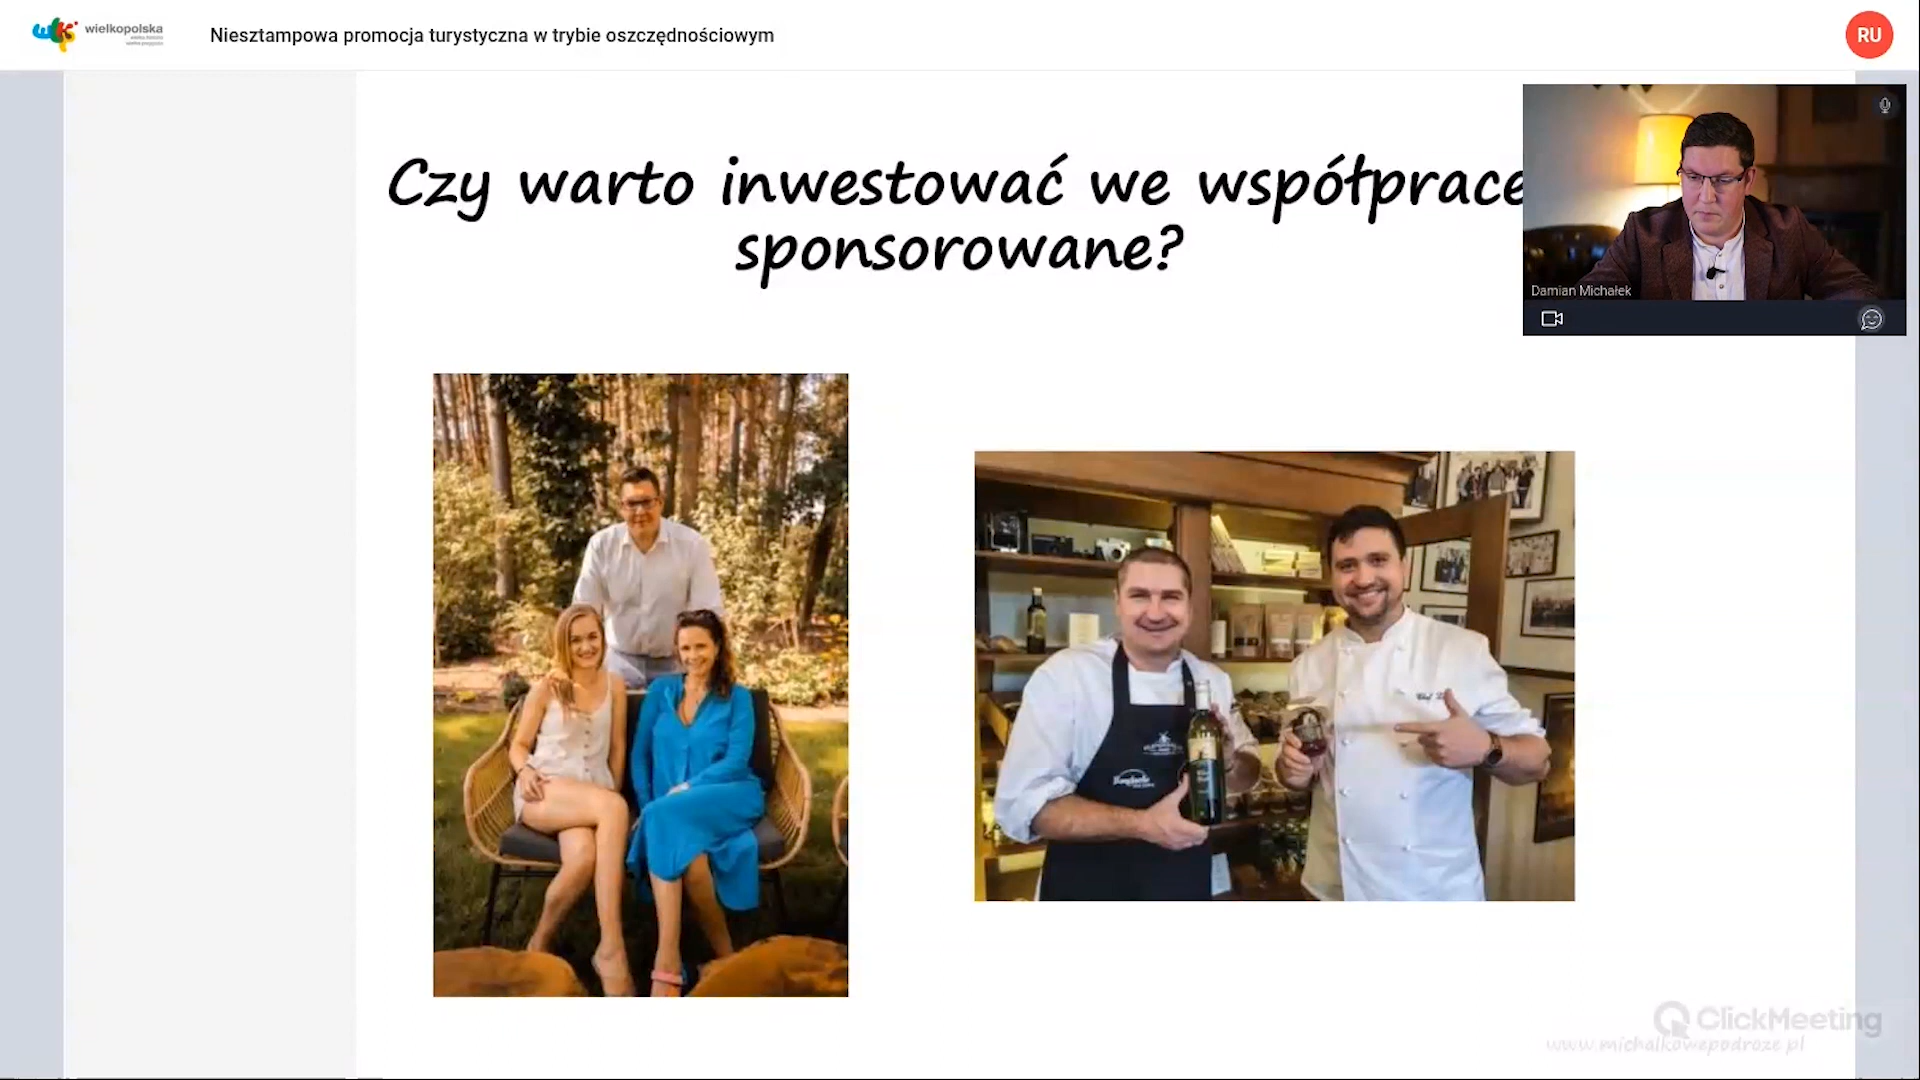 wielkopolska
Niesztampowa promocja turystyczna w trybie oszczędnościowym
RU
Czy warto inwestować we współprace
sponsorowane?
Damian Michałek
ClickMeeting
www.michalkowepodroze.pl